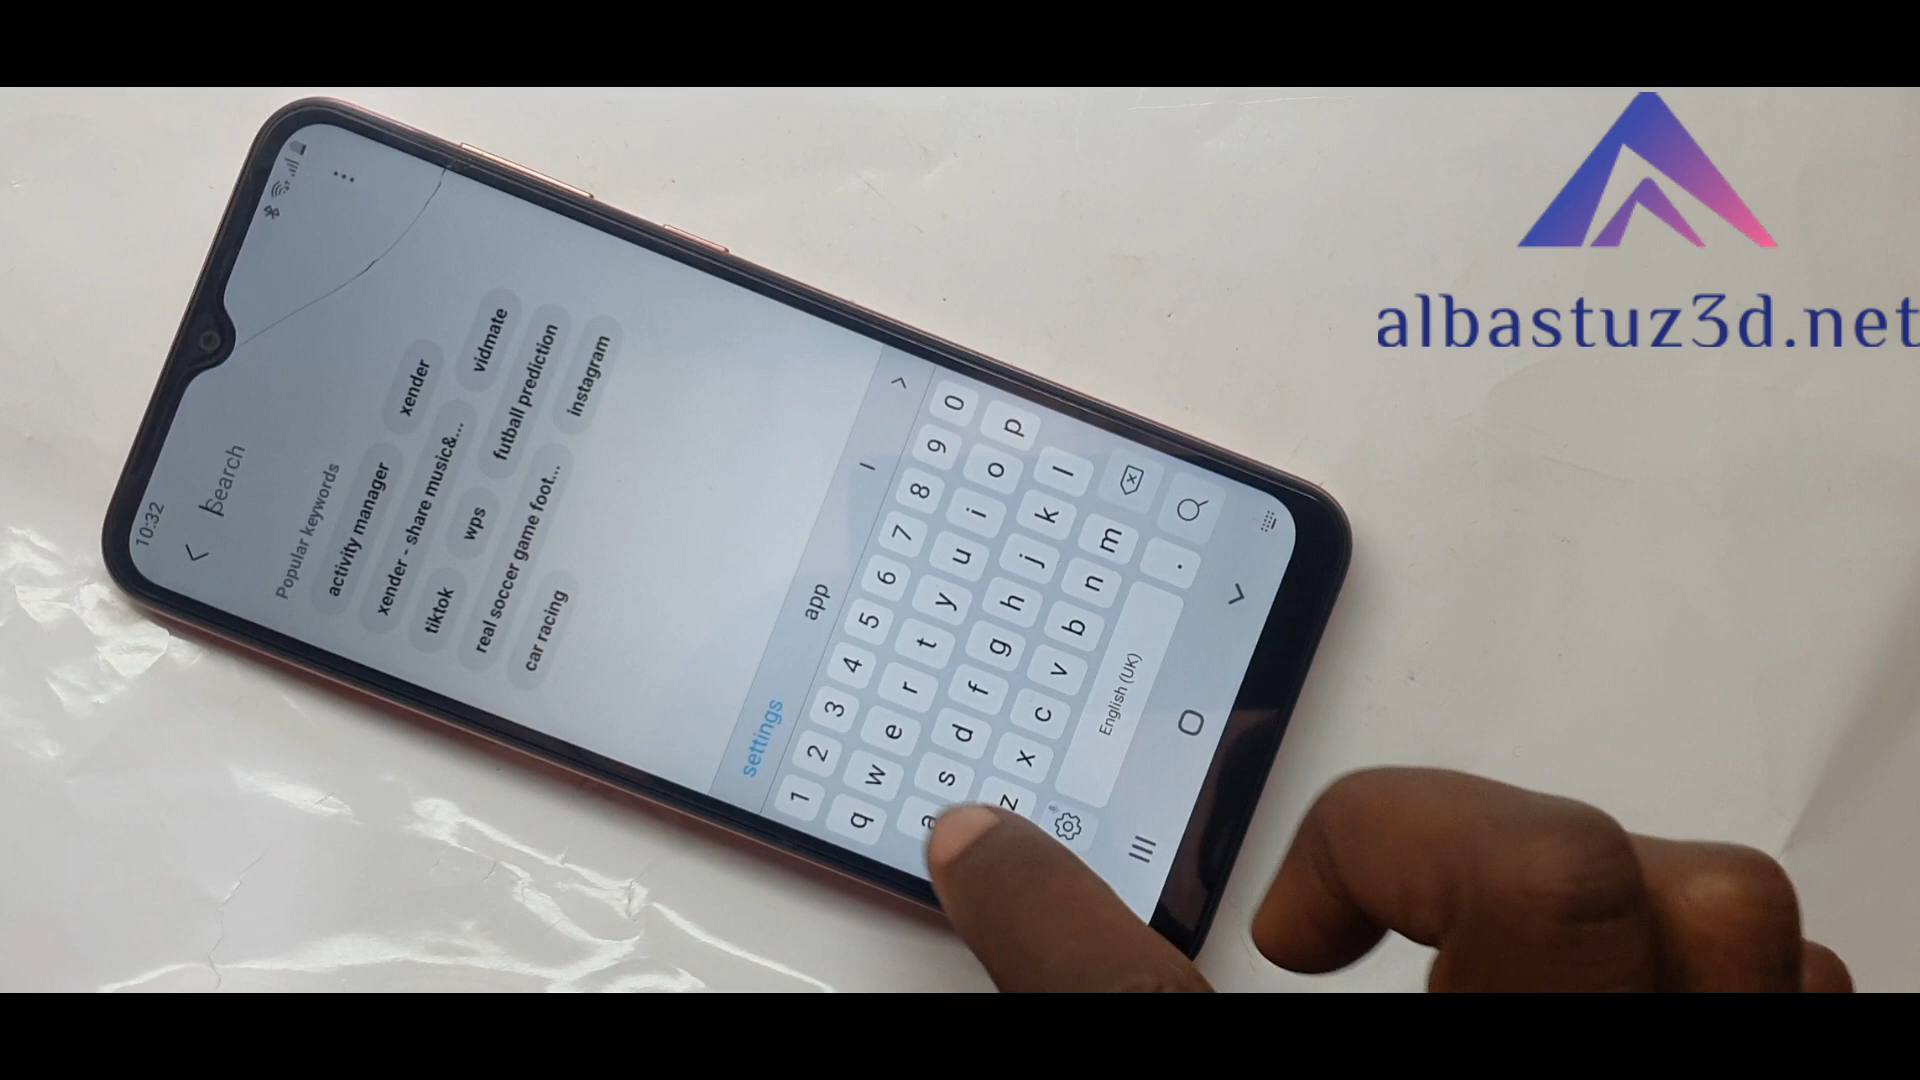 albastuz3d.net
10:32
Search
Popular keywords
activity manager xender
xender - share music&...
tiktok wps vidmate
real soccer game foot... futball prediction
car racing instagram
settings app I
1 2 3 4 5 6 7 8 9 0
q w e r t y u i o p
a s d f g h j k l
z x c v b n m
English (UK) .